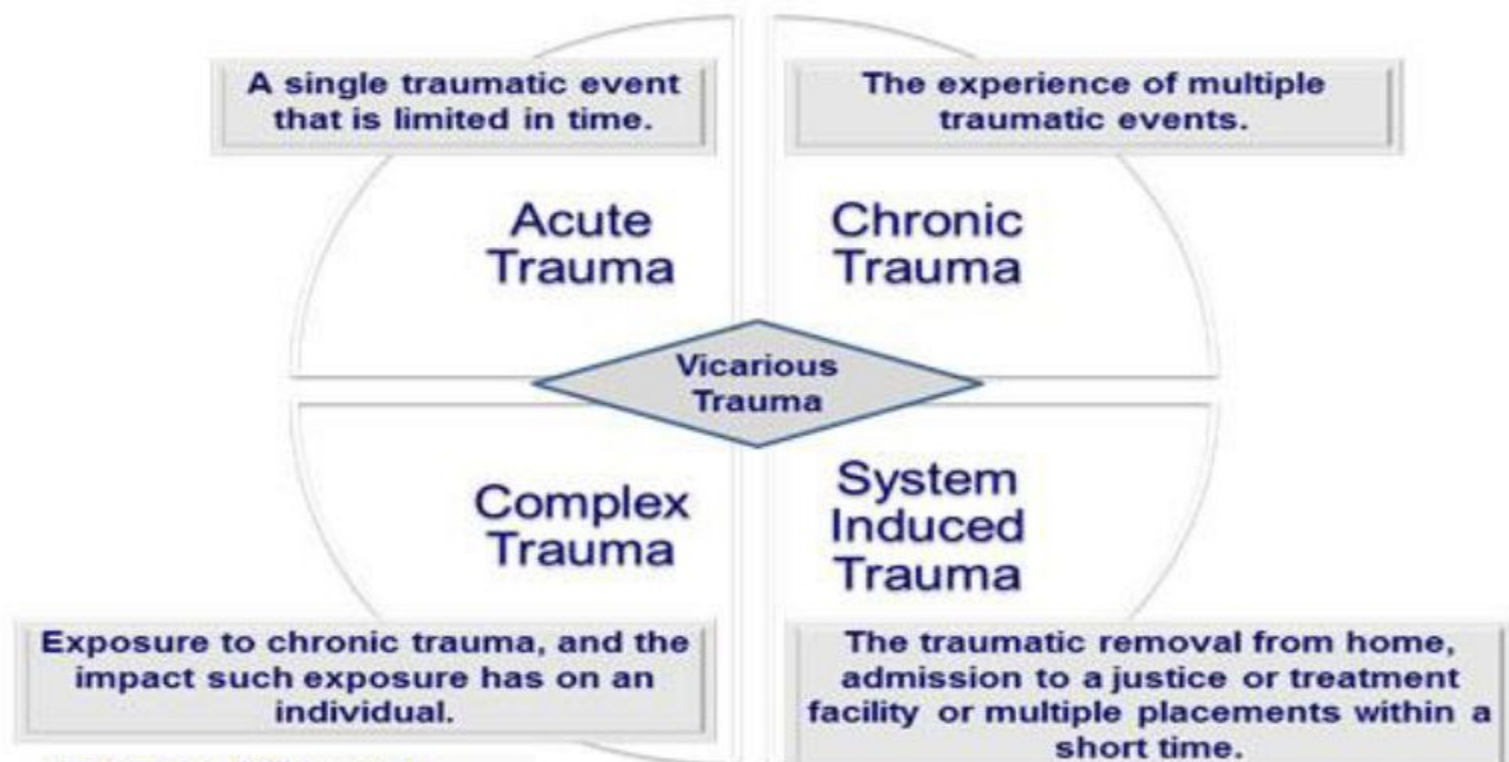 A single traumatic event
that is limited in time.
The experience of multiple
traumatic events.
Acute
Trauma
Chronic
Trauma
Vicarious
Trauma
Complex
Trauma
System
Induced
Trauma
Exposure to chronic trauma, and the
impact such exposure has on an
individual.
The traumatic removal from home,
admission to a justice or treatment
facility or multiple placements within a
short time.